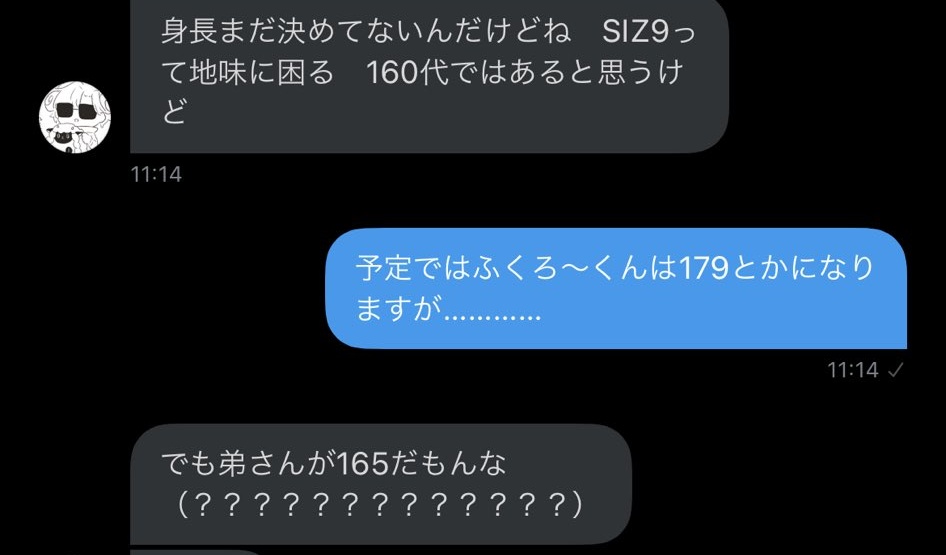 身長まだ決めてないんだけどね　SIZ9っ
て地味に困る　160代ではあると思うけ
ど
11:14
予定ではふくろ〜くんは179とかになり
ますが…………
11:14
でも弟さんが165だもんな
（？？？？？？？？？？？？？）